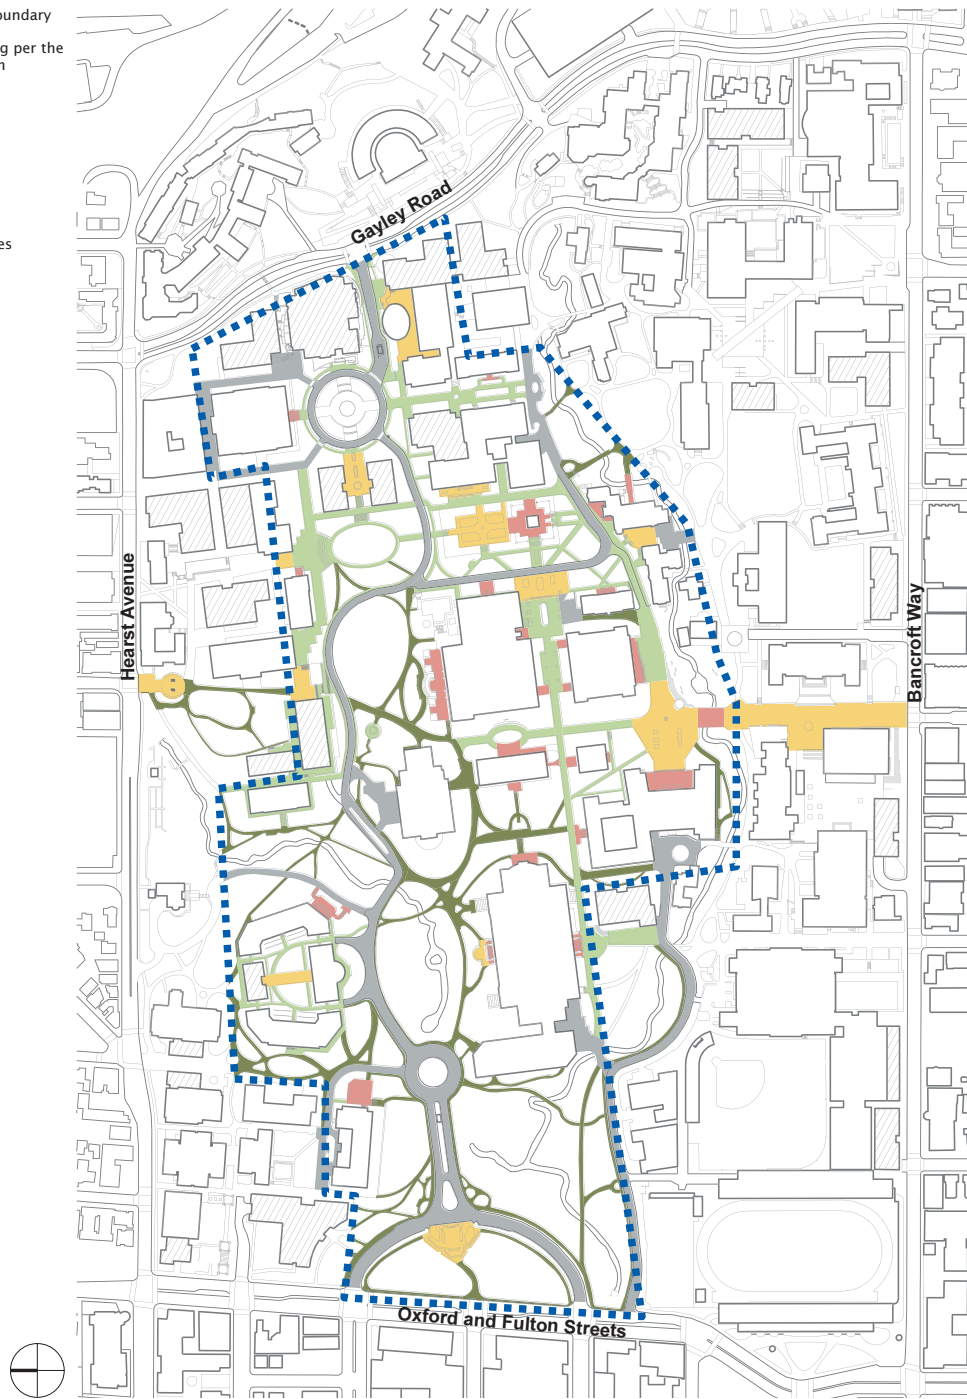 oundary
g per the
n
es
Gayley Road
Hearst Avenue
Bancroft Way
Oxford and Fulton Streets